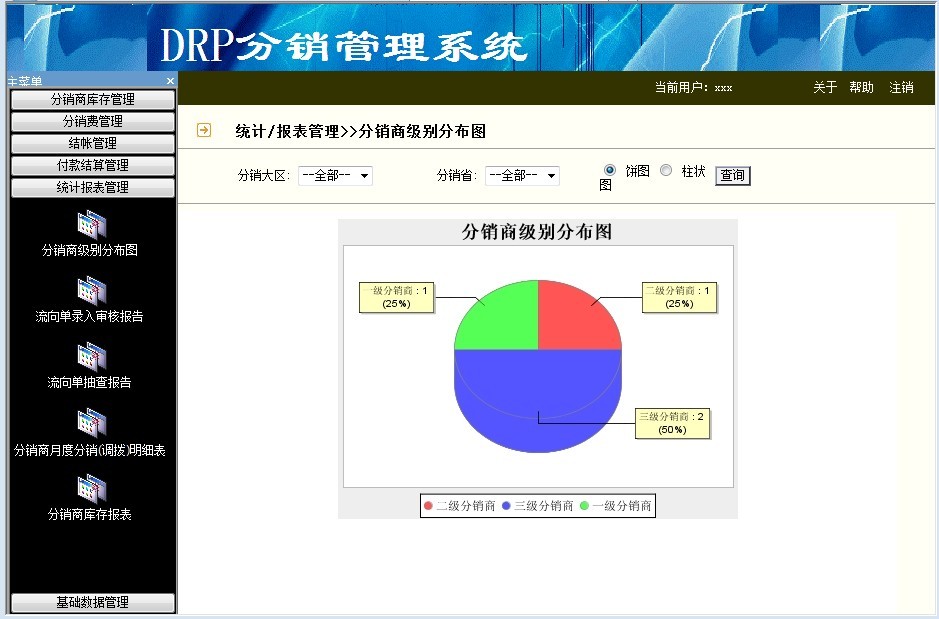 DRP分销管理系统
主菜单 ×
当前用户：xxx 关于 帮助 注销
分销商库存管理
分销费管理
结帐管理
付款结算管理
统计报表管理
分销商级别分布图
流向单录入审核报告
流向单抽查报告
分销商月度分销(调拨)明细表
分销商库存报表
基础数据管理
统计/报表管理>>分销商级别分布图
分销大区: --全部-- 分销省: --全部-- 饼图 柱状图 查询
分销商级别分布图
一级分销商：1
(25%)
二级分销商：1
(25%)
三级分销商：2
(50%)
二级分销商 三级分销商 一级分销商